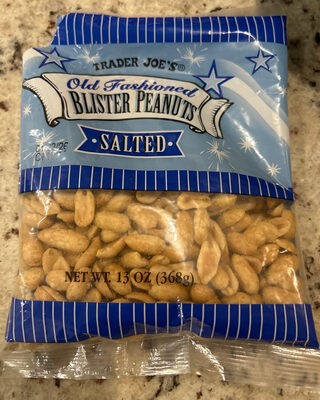 TRADER JOE'S®
Old Fashioned
BLISTER PEANUTS
• SALTED •
NET WT. 13 OZ (368g)